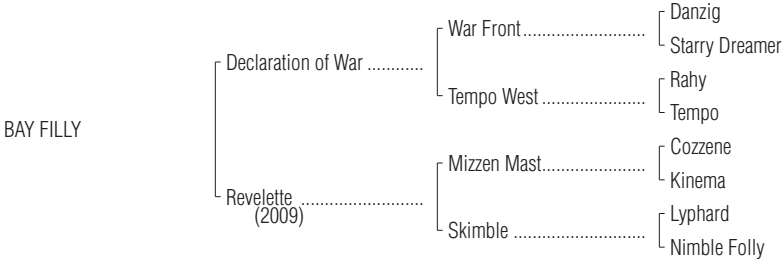 Danzig
War Front........................
Starry Dreamer
Declaration of War ............
Rahy
Tempo West ......................
Tempo
BAY FILLY
Cozzene
Mizzen Mast......................
Kinema
Revelette ..........................
(2009)
Lyphard
Skimble ............................
Nimble Folly